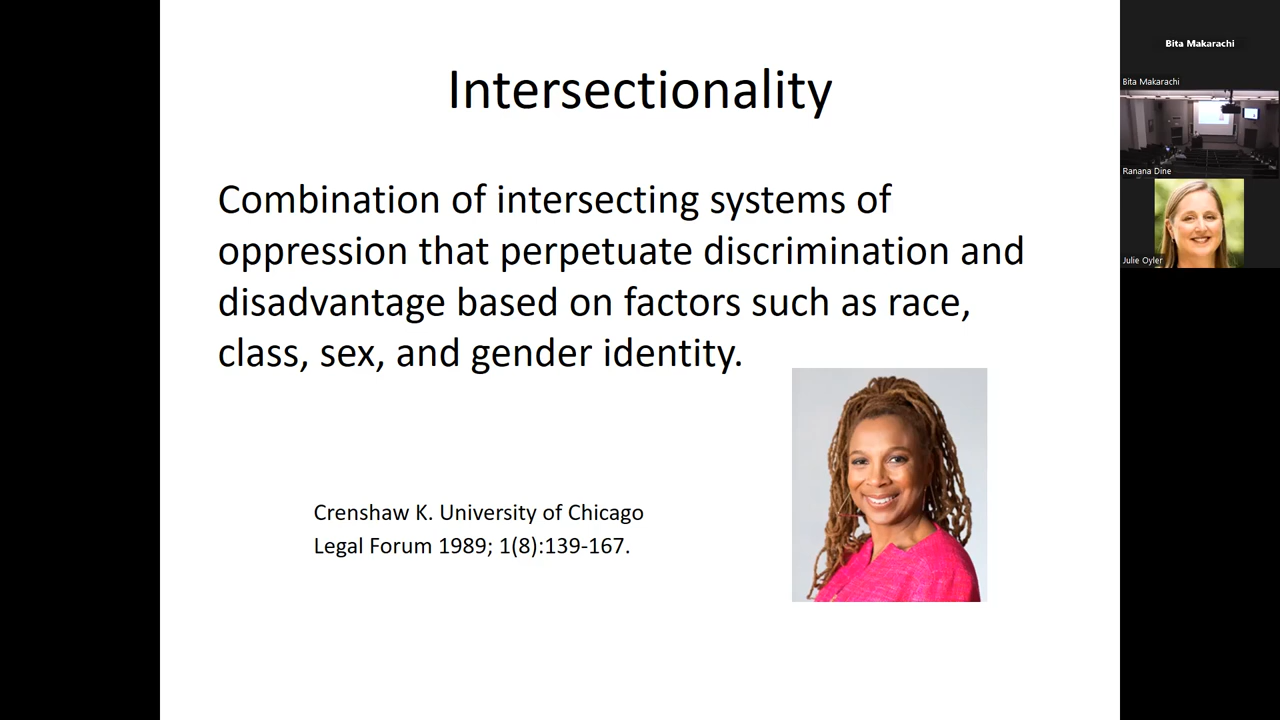 Intersectionality
Combination of intersecting systems of
oppression that perpetuate discrimination and
disadvantage based on factors such as race,
class, sex, and gender identity.
Crenshaw K. University of Chicago
Legal Forum 1989; 1(8):139-167.
Bita Makarachi
Bita Makarachi
Ranana Dine
Julie Oyler